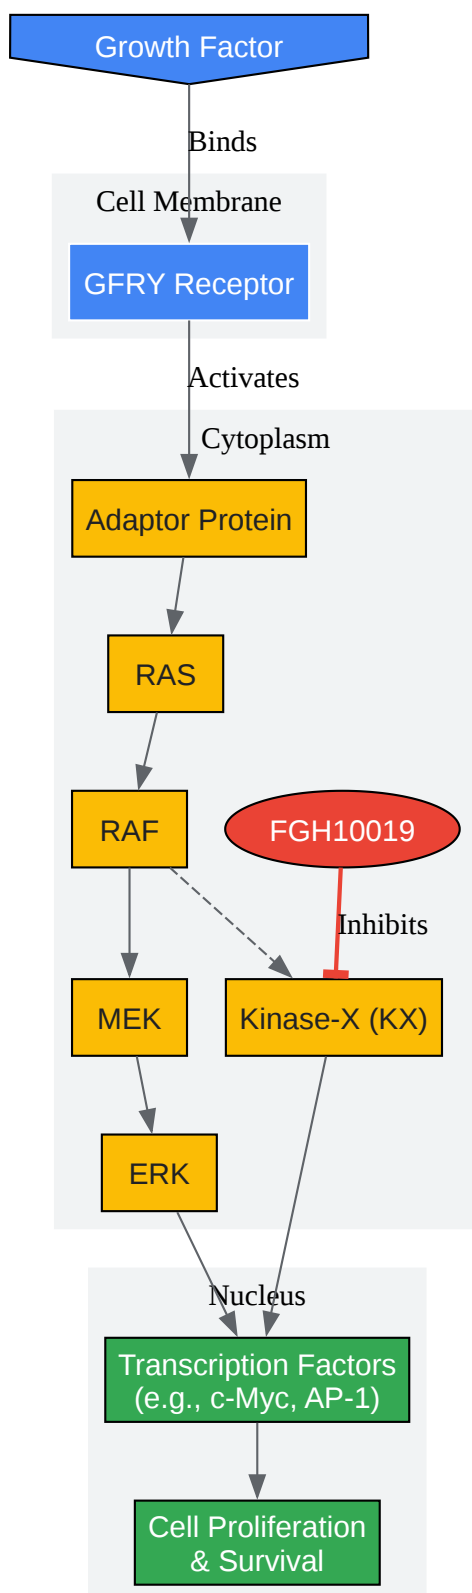 Growth Factor
Binds
Cell Membrane
GFRY Receptor
Activates
Cytoplasm
Adaptor Protein
RAS
RAF
FGH10019
Inhibits
MEK
Kinase-X (KX)
ERK
Nucleus
Transcription Factors
(e.g., c-Myc, AP-1)
Cell Proliferation
& Survival